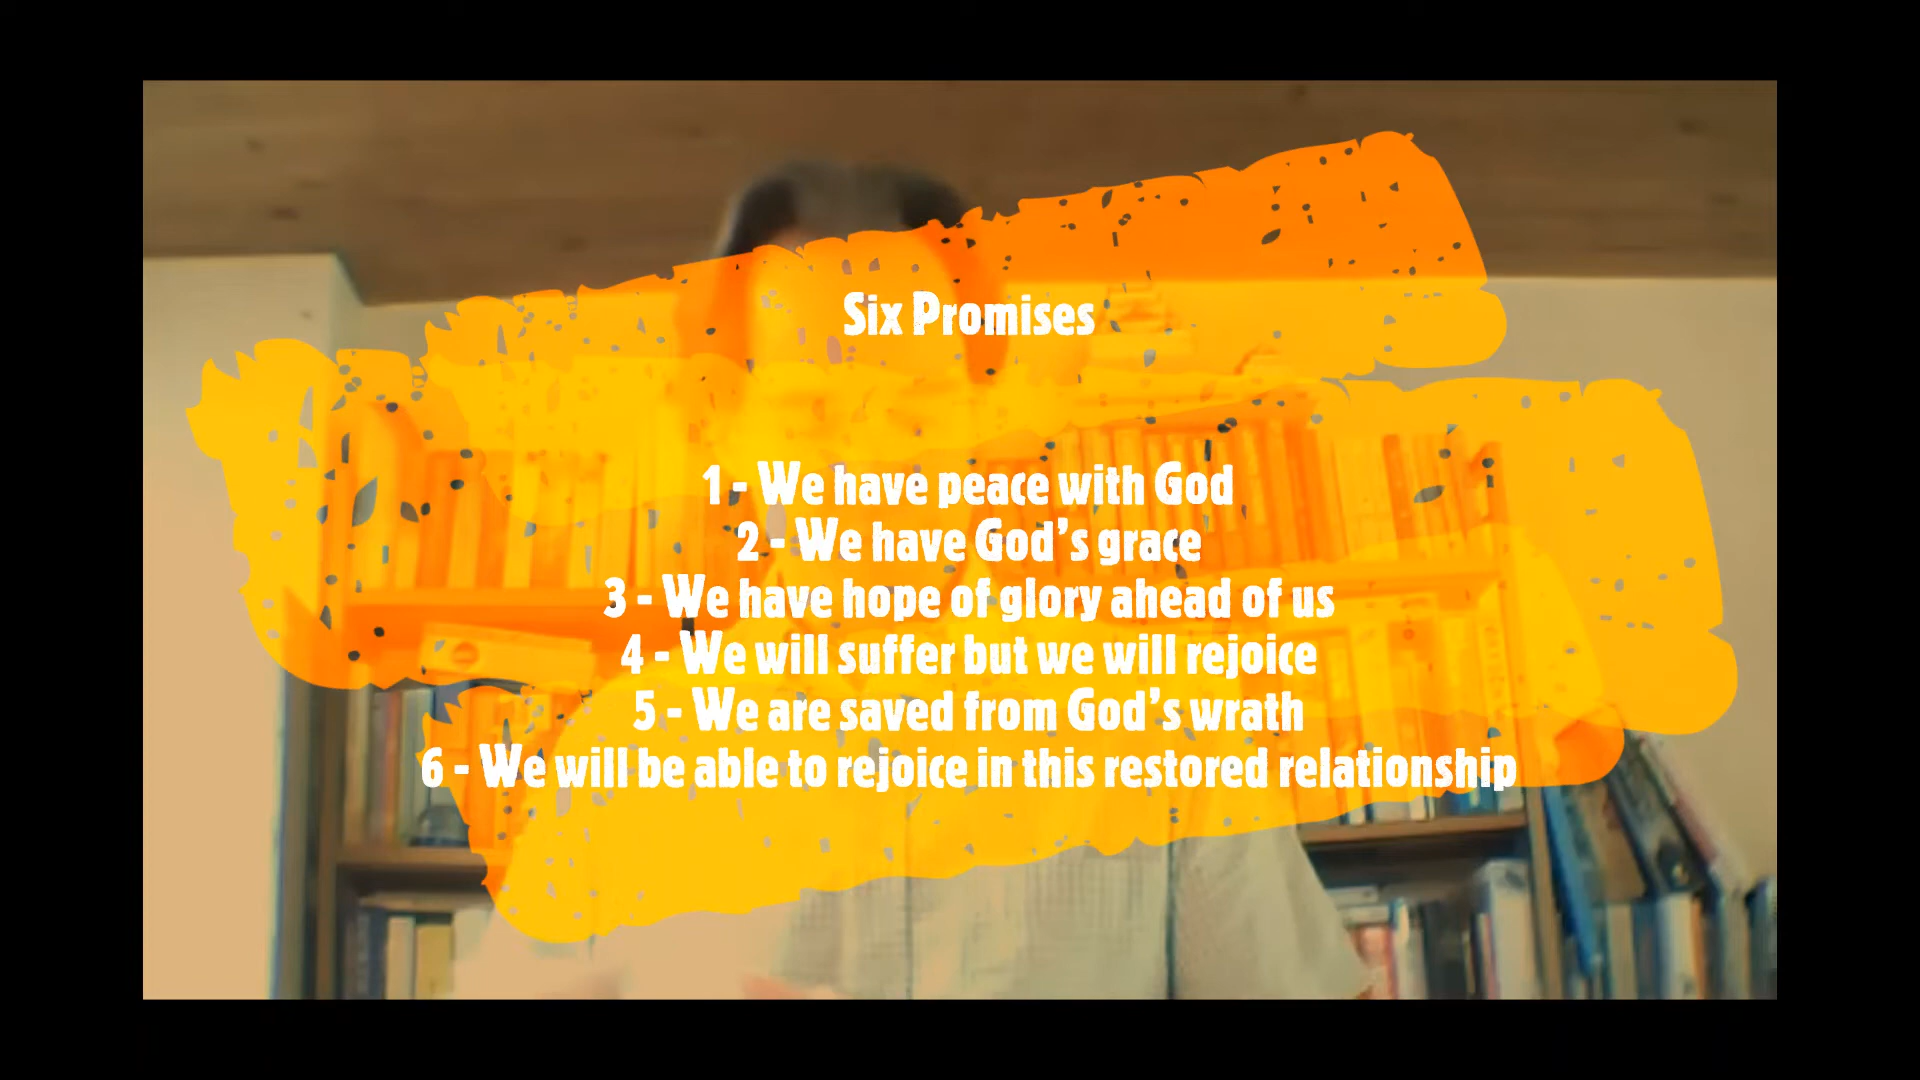 Six Promises
1 - We have peace with God
2 - We have God's grace
3 - We have hope of glory ahead of us
4 - We will suffer but we will rejoice
5 - We are saved from God's wrath
6 - We will be able to rejoice in this restored relationship